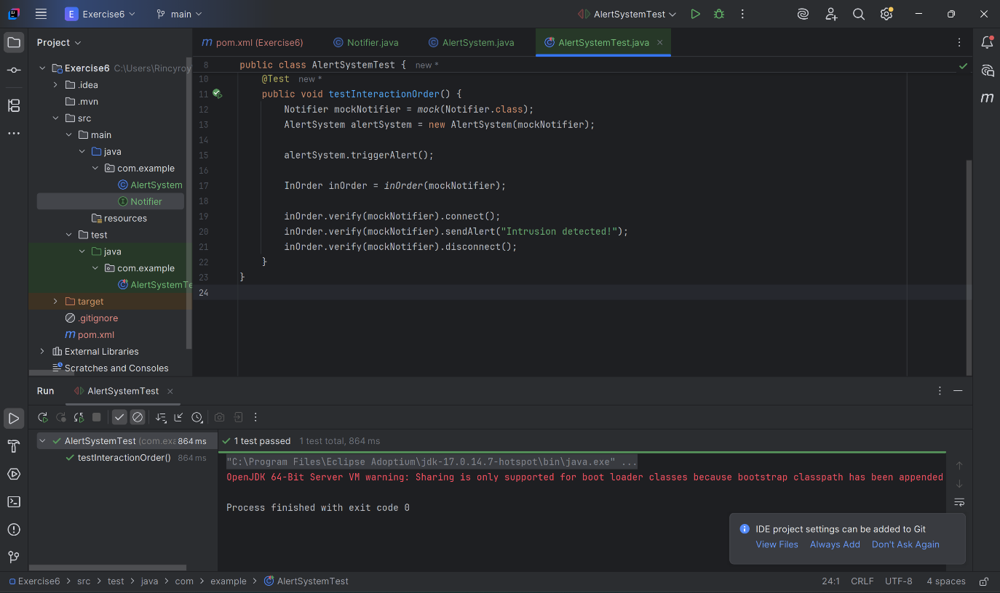 E Exercise6 main AlertSystemTest
Project
m pom.xml (Exercise6) Notifier.java AlertSystem.java AlertSystemTest.java
Exercise6 C:\Users\Rincyroy
.idea
.mvn
src
main
java
com.example
AlertSystem
Notifier
resources
test
java
com.example
AlertSystemTe
target
.gitignore
m pom.xml
External Libraries
Scratches and Consoles
8 public class AlertSystemTest { new *
10 @Test new *
11 public void testInteractionOrder() {
12 Notifier mockNotifier = mock(Notifier.class);
13 AlertSystem alertSystem = new AlertSystem(mockNotifier);
14
15 alertSystem.triggerAlert();
16
17 InOrder inOrder = inOrder(mockNotifier);
18
19 inOrder.verify(mockNotifier).connect();
20 inOrder.verify(mockNotifier).sendAlert("Intrusion detected!");
21 inOrder.verify(mockNotifier).disconnect();
22 }
23 }
24
m
Run AlertSystemTest
AlertSystemTest (com.exa 864 ms
testInteractionOrder() 864 ms
1 test passed 1 test total, 864 ms
"C:\Program Files\Eclipse Adoptium\jdk-17.0.14.7-hotspot\bin\java.exe" ...
OpenJDK 64-Bit Server VM warning: Sharing is only supported for boot loader classes because bootstrap classpath has been appended
Process finished with exit code 0
IDE project settings can be added to Git
View Files Always Add Don't Ask Again
Exercise6 > src > test > java > com > example > AlertSystemTest
24:1 CRLF UTF-8 4 spaces